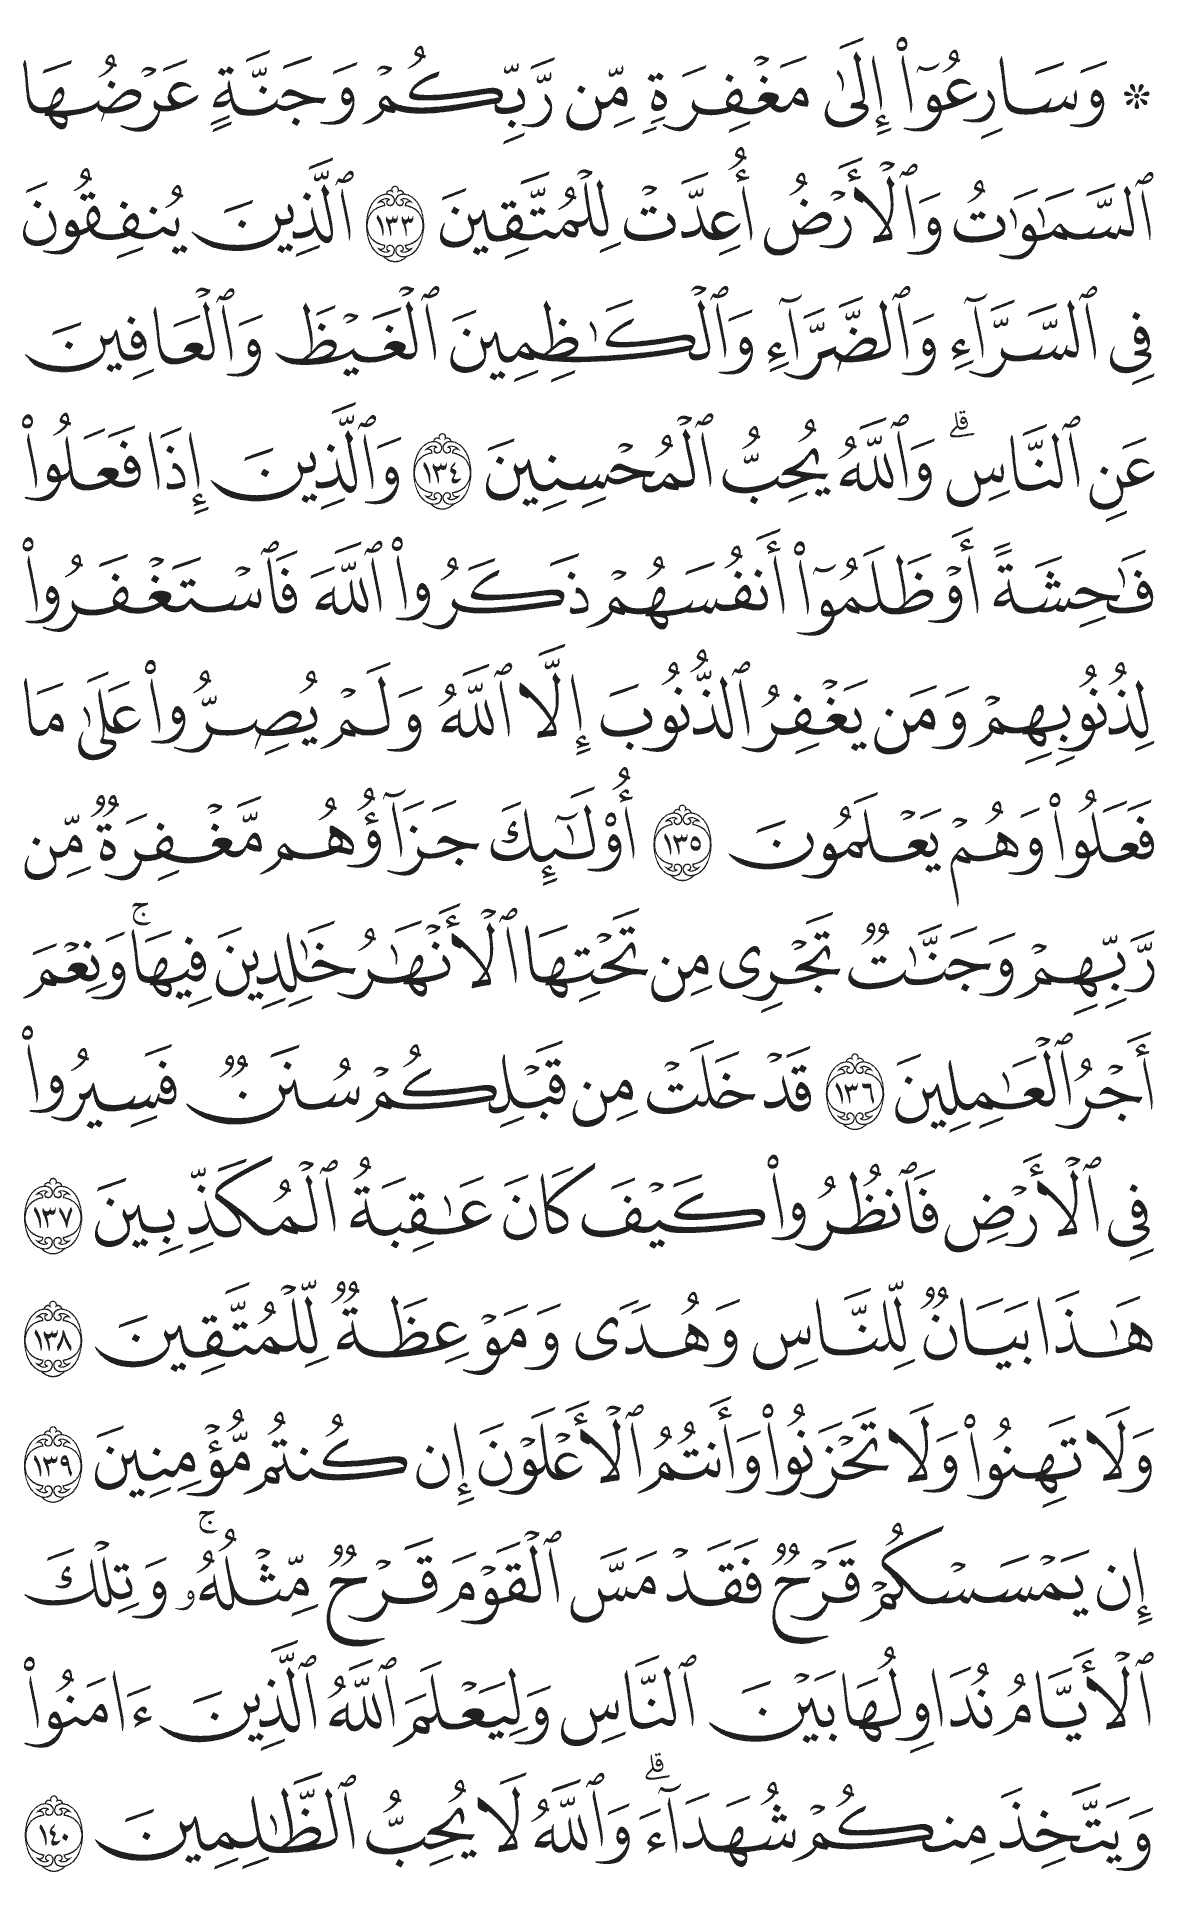 ۞ وَسَارِعُوٓا۟ إِلَىٰ مَغْفِرَةٍ مِّن رَّبِّكُمْ وَجَنَّةٍ عَرْضُهَا
ٱلسَّمَٰوَٰتُ وَٱلْأَرْضُ أُعِدَّتْ لِلْمُتَّقِينَ ١٣٣ ٱلَّذِينَ يُنفِقُونَ
فِى ٱلسَّرَّآءِ وَٱلضَّرَّآءِ وَٱلْكَٰظِمِينَ ٱلْغَيْظَ وَٱلْعَافِينَ
عَنِ ٱلنَّاسِ ۗ وَٱللَّهُ يُحِبُّ ٱلْمُحْسِنِينَ ١٣٤ وَٱلَّذِينَ إِذَا فَعَلُوا۟
فَٰحِشَةً أَوْ ظَلَمُوٓا۟ أَنفُسَهُمْ ذَكَرُوا۟ ٱللَّهَ فَٱسْتَغْفَرُوا۟
لِذُنُوبِهِمْ وَمَن يَغْفِرُ ٱلذُّنُوبَ إِلَّا ٱللَّهُ وَلَمْ يُصِرُّوا۟ عَلَىٰ مَا
فَعَلُوا۟ وَهُمْ يَعْلَمُونَ ١٣٥ أُو۟لَٰٓئِكَ جَزَآؤُهُم مَّغْفِرَةٌ مِّن
رَّبِّهِمْ وَجَنَّٰتٌ تَجْرِى مِن تَحْتِهَا ٱلْأَنْهَٰرُ خَٰلِدِينَ فِيهَا ۚ وَنِعْمَ
أَجْرُ ٱلْعَٰمِلِينَ ١٣٦ قَدْ خَلَتْ مِن قَبْلِكُمْ سُنَنٌ فَسِيرُوا۟
فِى ٱلْأَرْضِ فَٱنظُرُوا۟ كَيْفَ كَانَ عَٰقِبَةُ ٱلْمُكَذِّبِينَ ١٣٧
هَٰذَا بَيَانٌ لِّلنَّاسِ وَهُدًى وَمَوْعِظَةٌ لِّلْمُتَّقِينَ ١٣٨
وَلَا تَهِنُوا۟ وَلَا تَحْزَنُوا۟ وَأَنتُمُ ٱلْأَعْلَوْنَ إِن كُنتُم مُّؤْمِنِينَ ١٣٩
إِن يَمْسَسْكُمْ قَرْحٌ فَقَدْ مَسَّ ٱلْقَوْمَ قَرْحٌ مِّثْلُهُۥ ۚ وَتِلْكَ
ٱلْأَيَّامُ نُدَاوِلُهَا بَيْنَ ٱلنَّاسِ وَلِيَعْلَمَ ٱللَّهُ ٱلَّذِينَ ءَامَنُوا۟
وَيَتَّخِذَ مِنكُمْ شُهَدَآءَ ۗ وَٱللَّهُ لَا يُحِبُّ ٱلظَّٰلِمِينَ ١٤٠